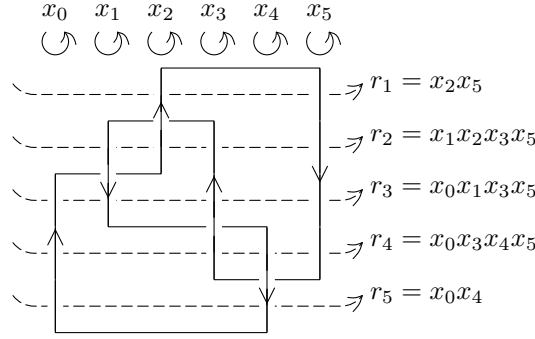 x₀ x₁ x₂ x₃ x₄ x₅
r₁ = x₂x₅
r₂ = x₁x₂x₃x₅
r₃ = x₀x₁x₃x₅
r₄ = x₀x₃x₄x₅
r₅ = x₀x₄